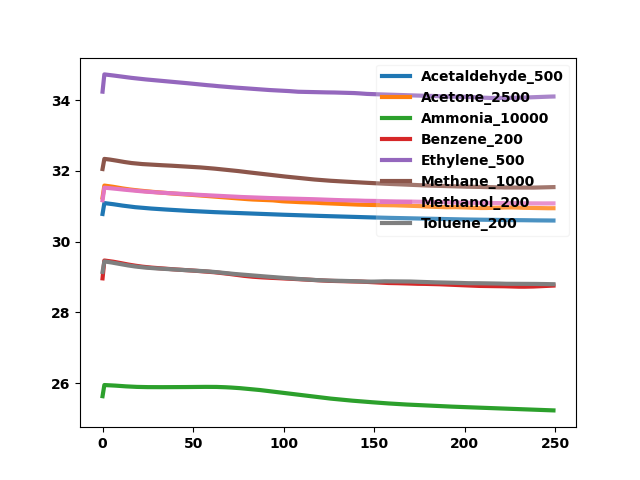 34
32
30
28
26
0 50 100 150 200 250
Acetaldehyde_500
Acetone_2500
Ammonia_10000
Benzene_200
Ethylene_500
Methane_1000
Methanol_200
Toluene_200